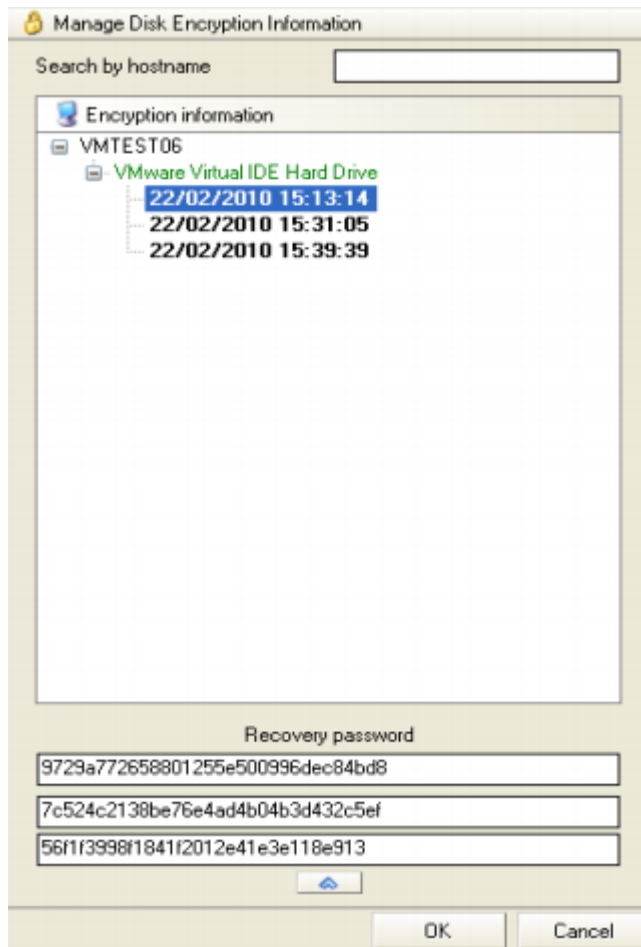 Manage Disk Encryption Information
Search by hostname
Encryption information
VMTEST06
VMware Virtual IDE Hard Drive
22/02/2010 15:13:14
22/02/2010 15:31:05
22/02/2010 15:39:39
Recovery password
9729a772658801255e500996dec84bd8
7c524c2138be76e4ad4b04b3d432c5ef
56f1f3998f1841f2012e41e3e118e913
OK Cancel